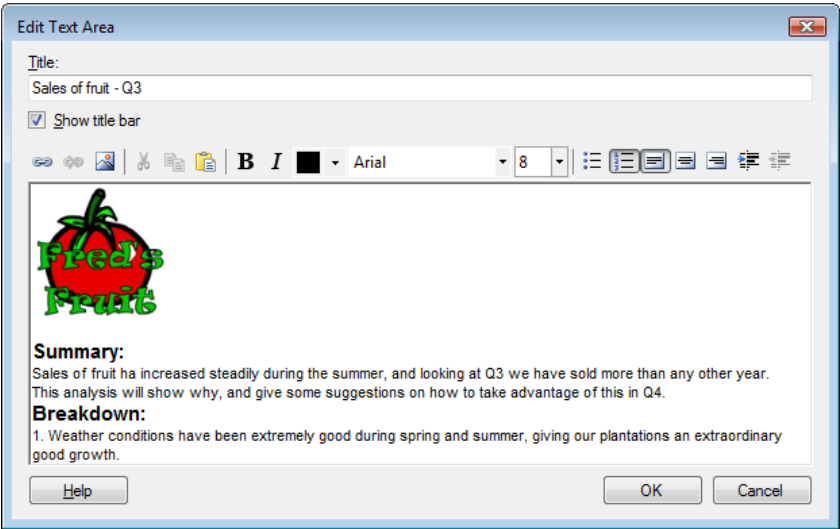 Edit Text Area
Title:
Sales of fruit - Q3
Show title bar
B I Arial 8
Fred's
Fruit
Summary:
Sales of fruit ha increased steadily during the summer, and looking at Q3 we have sold more than any other year.
This analysis will show why, and give some suggestions on how to take advantage of this in Q4.
Breakdown:
1. Weather conditions have been extremely good during spring and summer, giving our plantations an extraordinary
good growth.
Help OK Cancel